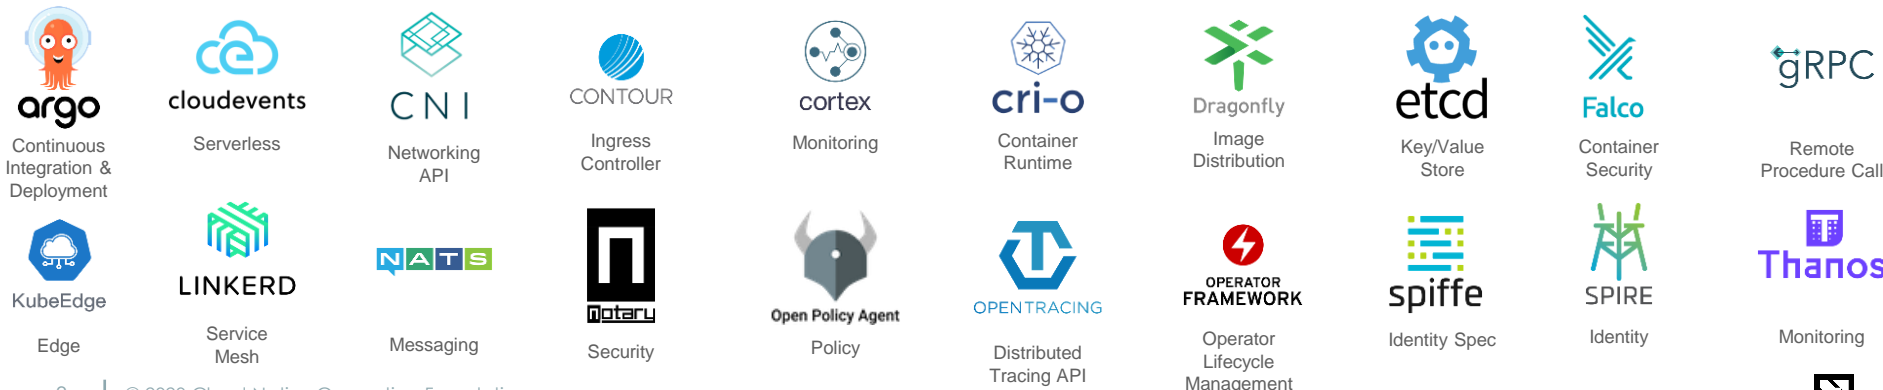 argo
Continuous
Integration &
Deployment
cloudevents
Serverless
CNI
Networking
API
CONTOUR
Ingress
Controller
cortex
Monitoring
cri-o
Container
Runtime
Dragonfly
Image
Distribution
etcd
Key/Value
Store
Falco
Container
Security
gRPC
Remote
Procedure Call
KubeEdge
Edge
LINKERD
Service
Mesh
NATS
Messaging
notary
Security
Open Policy Agent
Policy
OPENTRACING
Distributed
Tracing API
OPERATOR
FRAMEWORK
Operator
Lifecycle
Management
spiffe
Identity Spec
SPIRE
Identity
Thanos
Monitoring